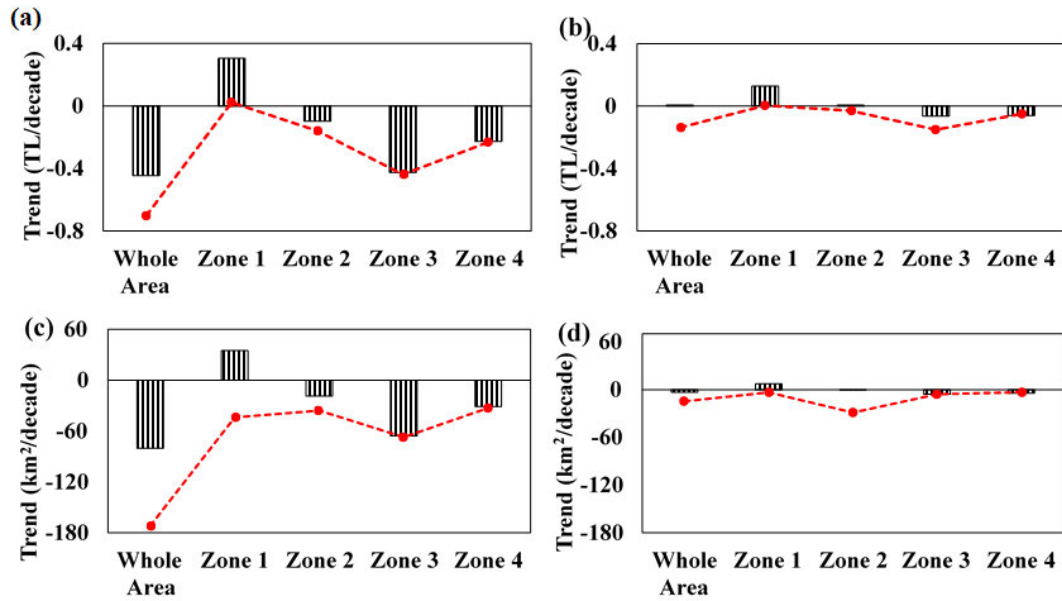 (a)
Trend (TL/decade)
0.4
0
-0.4
-0.8
Whole Area
Zone 1
Zone 2
Zone 3
Zone 4
(b)
Trend (TL/decade)
0.4
0
-0.4
-0.8
Whole Area
Zone 1
Zone 2
Zone 3
Zone 4
(c)
Trend (km²/decade)
60
0
-60
-120
-180
Whole Area
Zone 1
Zone 2
Zone 3
Zone 4
(d)
Trend (km²/decade)
60
0
-60
-120
-180
Whole Area
Zone 1
Zone 2
Zone 3
Zone 4